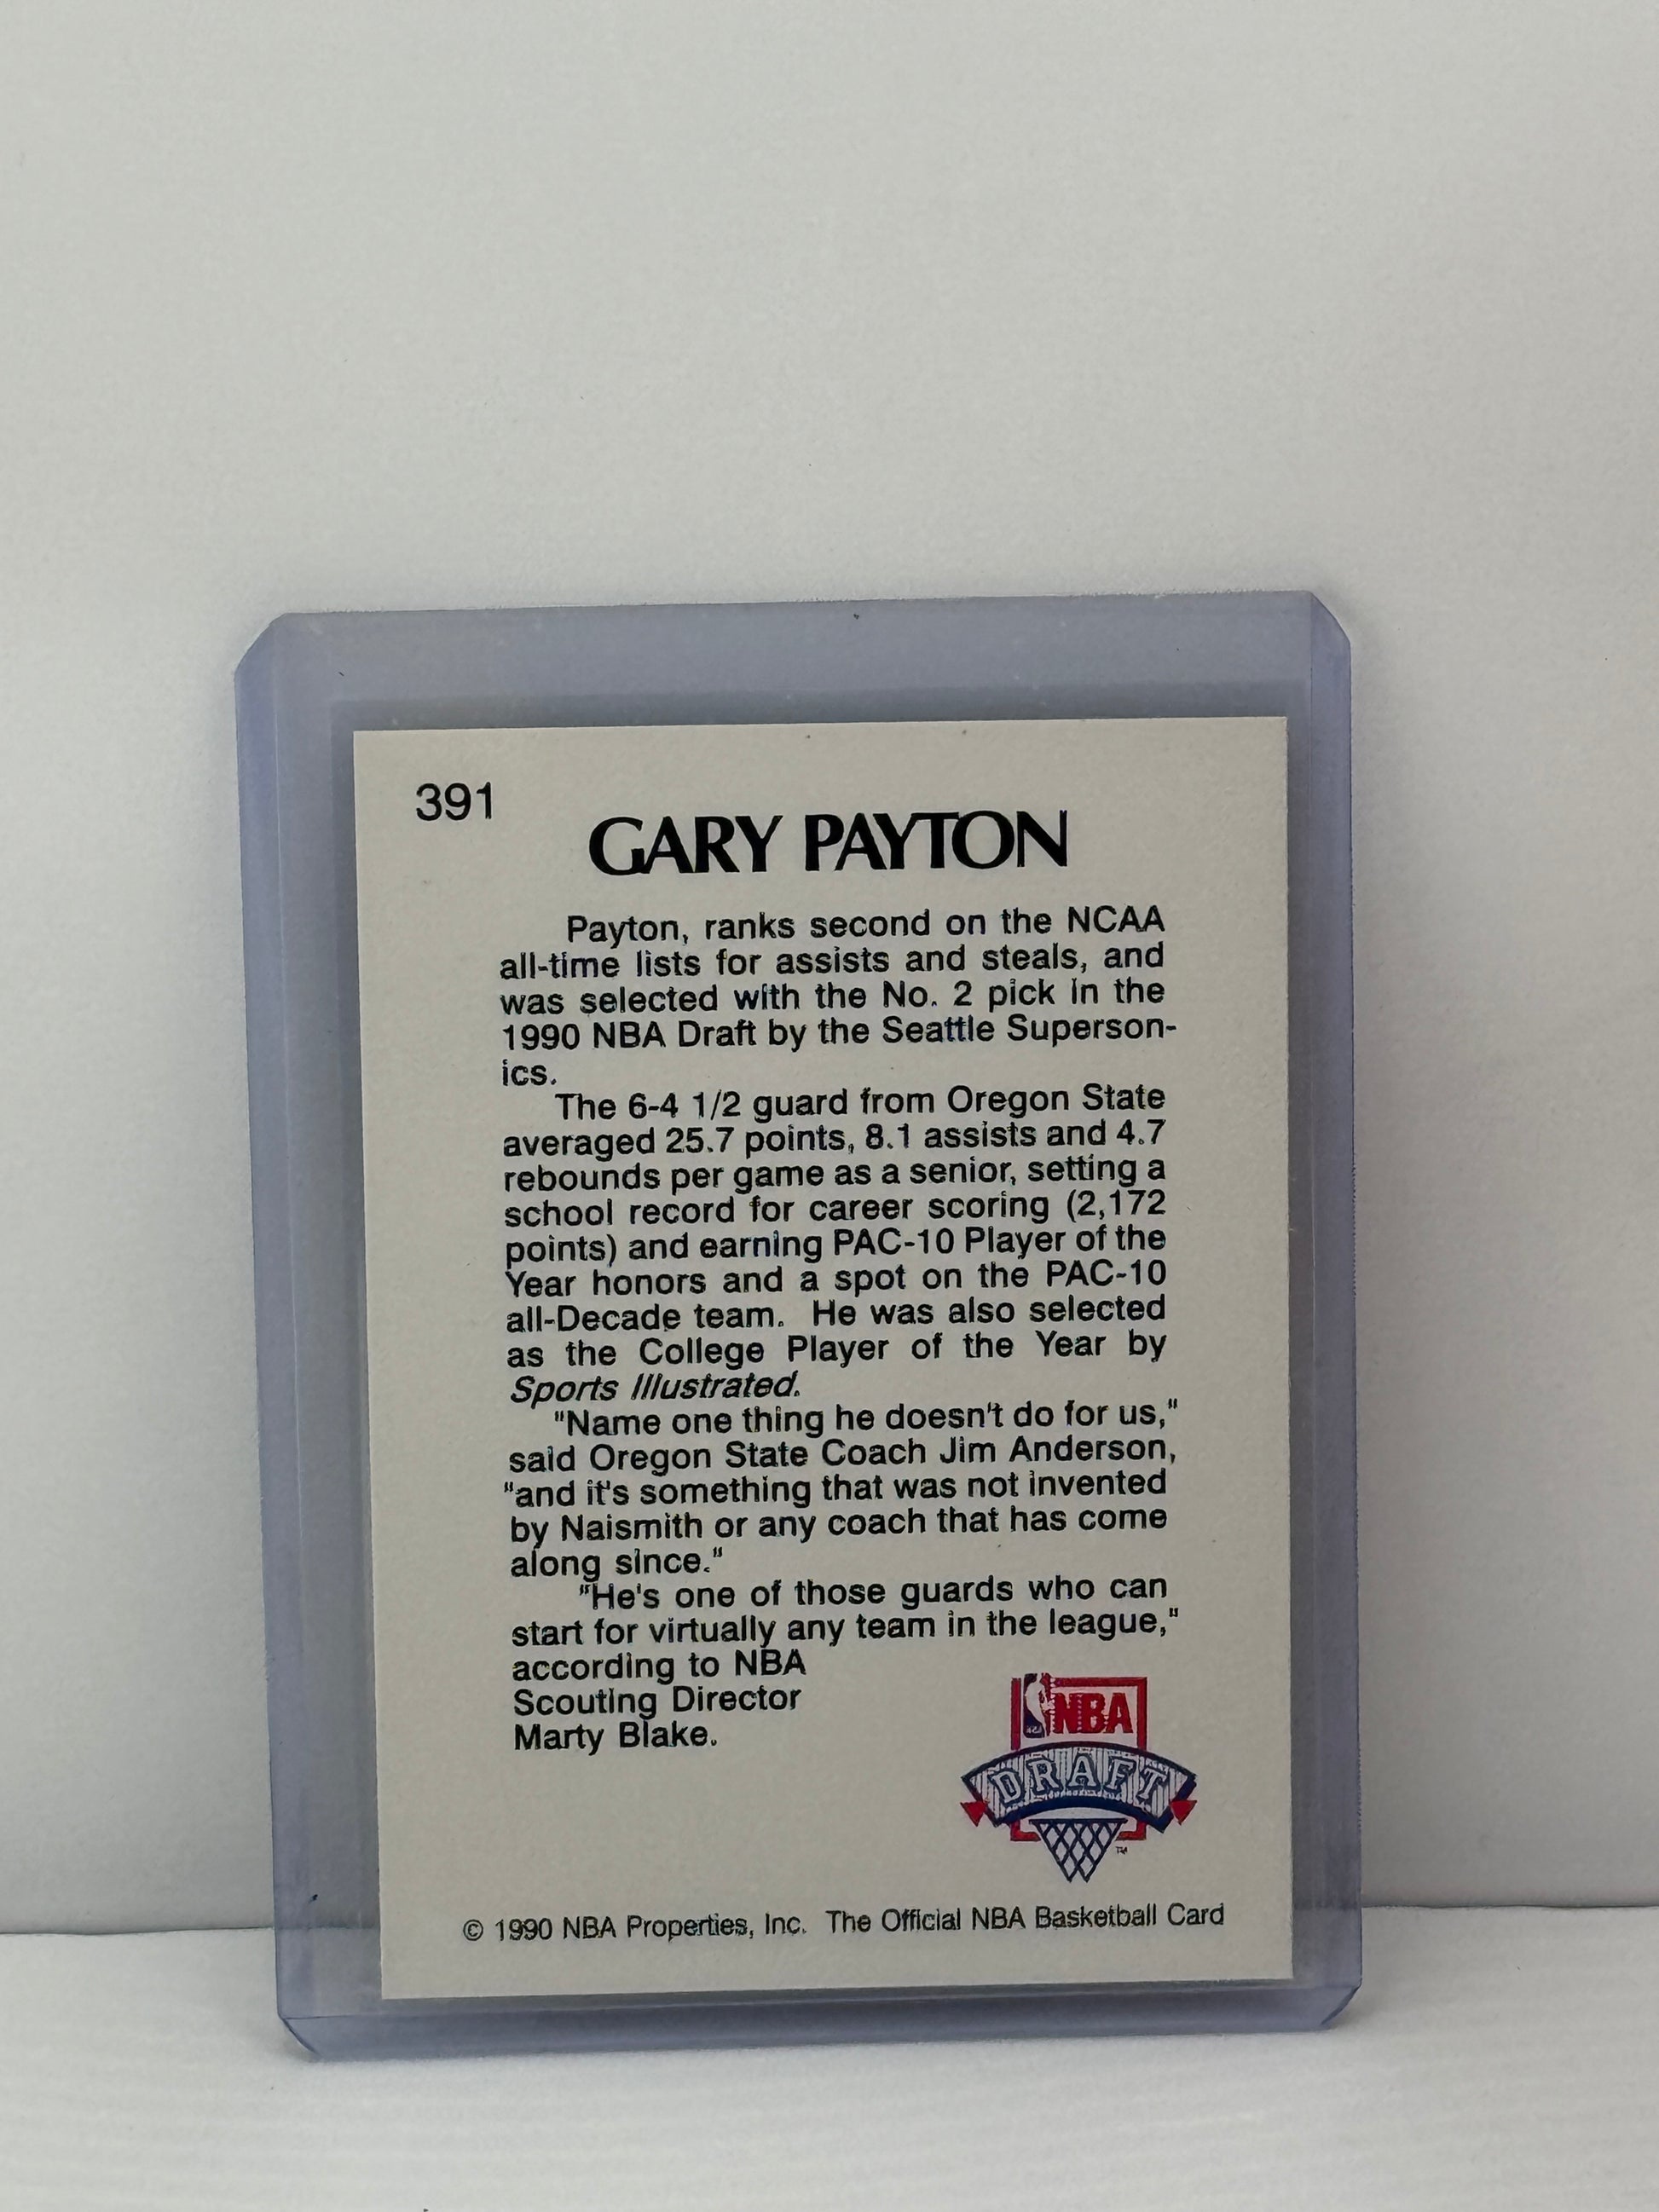 391
GARY PAYTON
Payton, ranks second on the NCAA
all-time lists for assists and steals, and
was selected with the No. 2 pick in the
1990 NBA Draft by the Seattle Superson-
ics.
The 6-4 1/2 guard from Oregon State
averaged 25.7 points, 8.1 assists and 4.7
rebounds per game as a senior, setting a
school record for career scoring (2,172
points) and earning PAC-10 Player of the
Year honors and a spot on the PAC-10
all-Decade team. He was also selected
as the College Player of the Year by
Sports Illustrated.
"Name one thing he doesn't do for us,"
said Oregon State Coach Jim Anderson,
"and it's something that was not invented
by Naismith or any coach that has come
along since."
"He's one of those guards who can
start for virtually any team in the league,"
according to NBA
Scouting Director
Marty Blake.
NBA
DRAFT
TM
© 1990 NBA Properties, Inc. The Official NBA Basketball Card